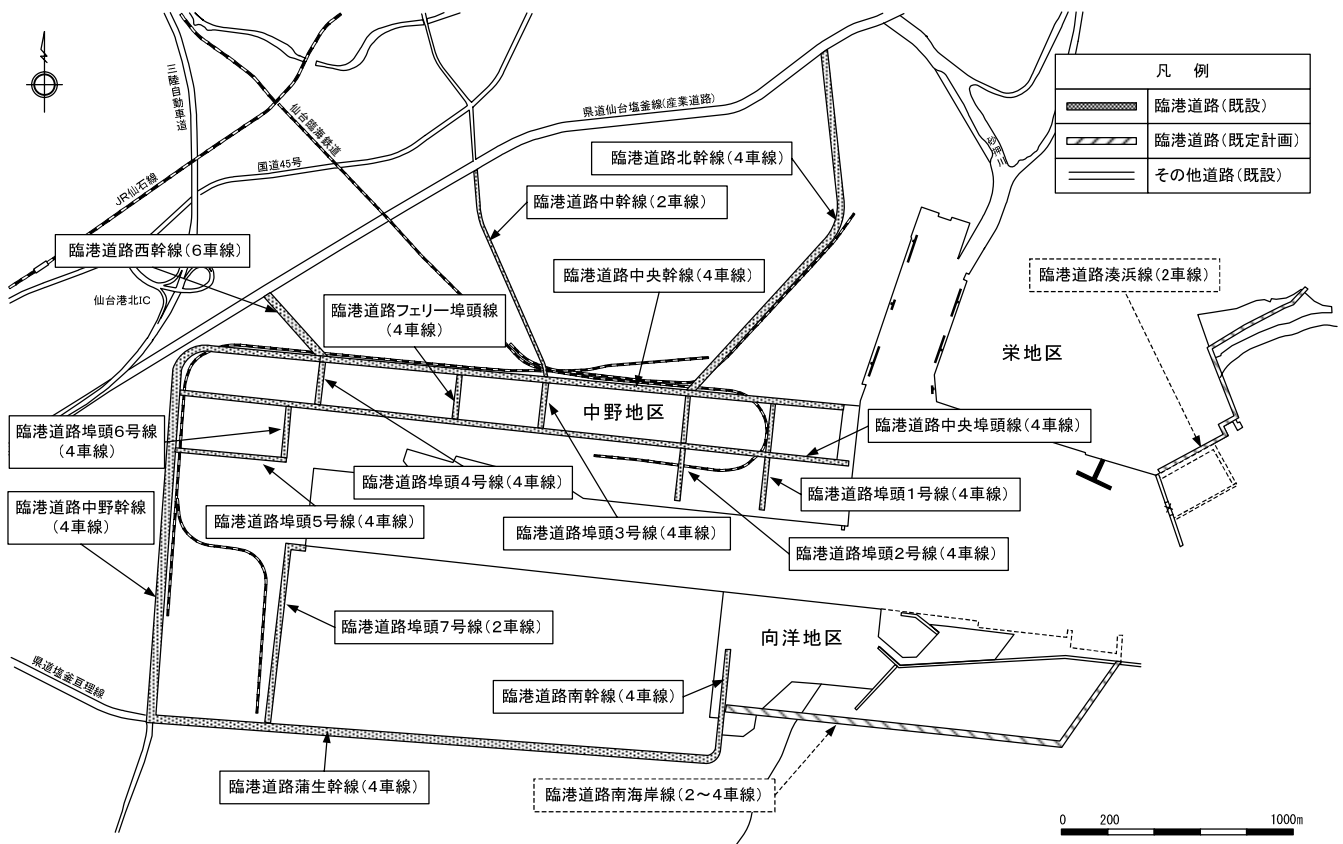 凡 例
臨港道路(既設)
臨港道路(既定計画)
その他道路(既設)
三陸自動車道
仙台臨海鉄道
県道仙台塩釜線(産業道路)
砂押川
国道45号
JR仙石線
臨港道路北幹線(4車線)
臨港道路中幹線(2車線)
臨港道路西幹線(6車線)
臨港道路中央幹線(4車線)
臨港道路湊浜線(2車線)
仙台港北IC
臨港道路フェリー埠頭線
(4車線)
栄地区
中野地区
臨港道路埠頭6号線
(4車線)
臨港道路中央埠頭線(4車線)
臨港道路埠頭4号線(4車線)
臨港道路埠頭1号線(4車線)
臨港道路中野幹線
(4車線)
臨港道路埠頭5号線(4車線)
臨港道路埠頭3号線(4車線)
臨港道路埠頭2号線(4車線)
臨港道路埠頭7号線(2車線)
向洋地区
県道塩釜亘理線
臨港道路南幹線(4車線)
臨港道路蒲生幹線(4車線)
臨港道路南海岸線(2~4車線)
0 200 1000m